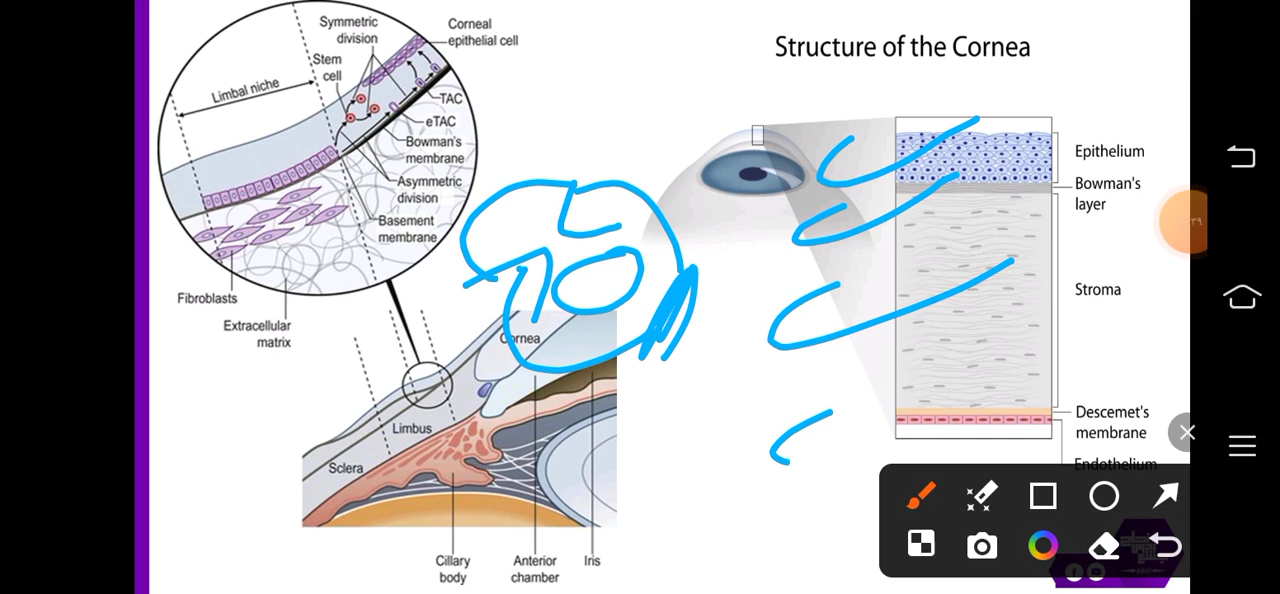 Symmetric
division
Corneal
epithelial cell
Stem
cell
Limbal niche
TAC
eTAC
Bowman's
membrane
Asymmetric
division
Basement
membrane
Fibroblasts
Extracellular
matrix
Cornea
Limbus
Sclera
Cillary
body
Anterior
chamber
Iris
Structure of the Cornea
Epithelium
Bowman's
layer
Stroma
Descemet's
membrane
Endothelium